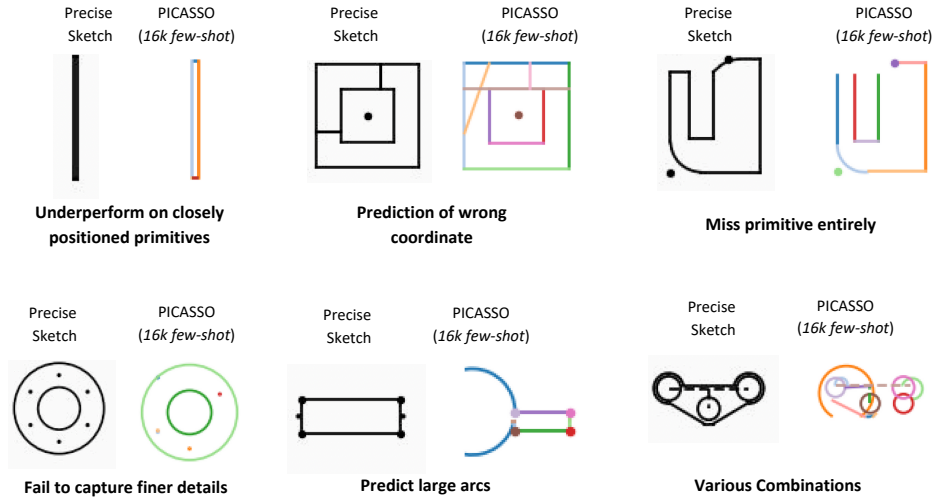 Precise Sketch
PICASSO (16k few-shot)
Underperform on closely
positioned primitives
Precise Sketch
PICASSO (16k few-shot)
Prediction of wrong
coordinate
Precise Sketch
PICASSO (16k few-shot)
Miss primitive entirely
Precise Sketch
PICASSO (16k few-shot)
Fail to capture finer details
Precise Sketch
PICASSO (16k few-shot)
Predict large arcs
Precise Sketch
PICASSO (16k few-shot)
Various Combinations